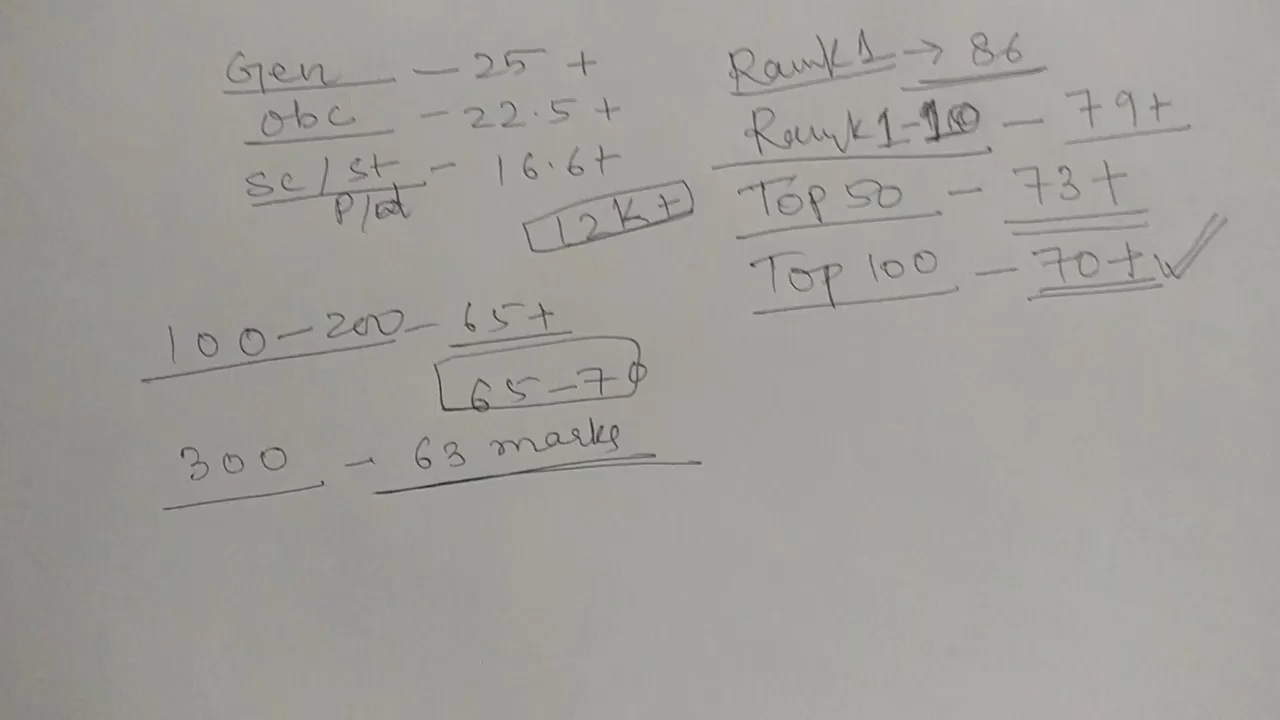 Gen - 25 +
obc - 22.5 +
SC / St - 16.6 +
12K +
Rank 1 → 86
Rank 1-10 - 79+
Top 50 - 73+
Top 100 - 70+ ✓
100 - 200 - 65+
65-70
300 - 63 marks